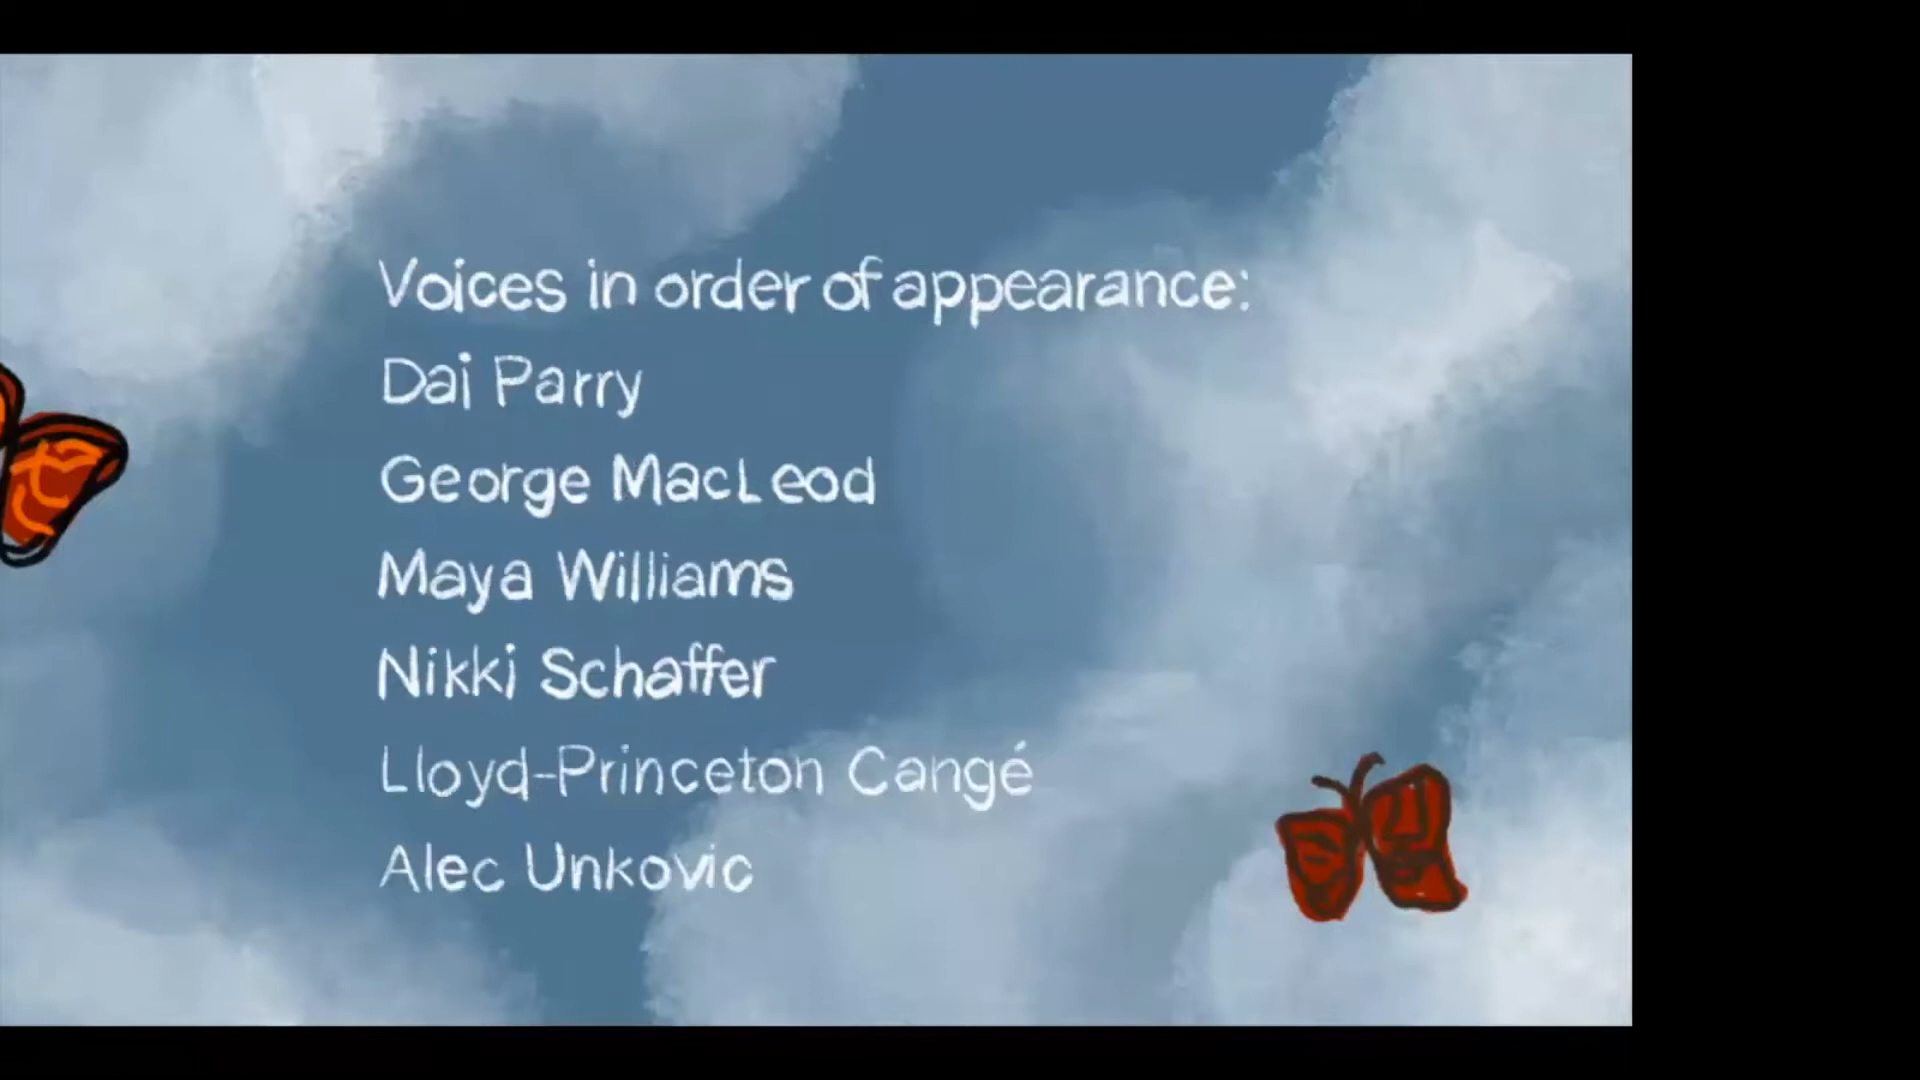 Voices in order of appearance:
Dai Parry
George MacLeod
Maya Williams
Nikki Schaffer
Lloyd-Princeton Cangé
Alec Unkovic